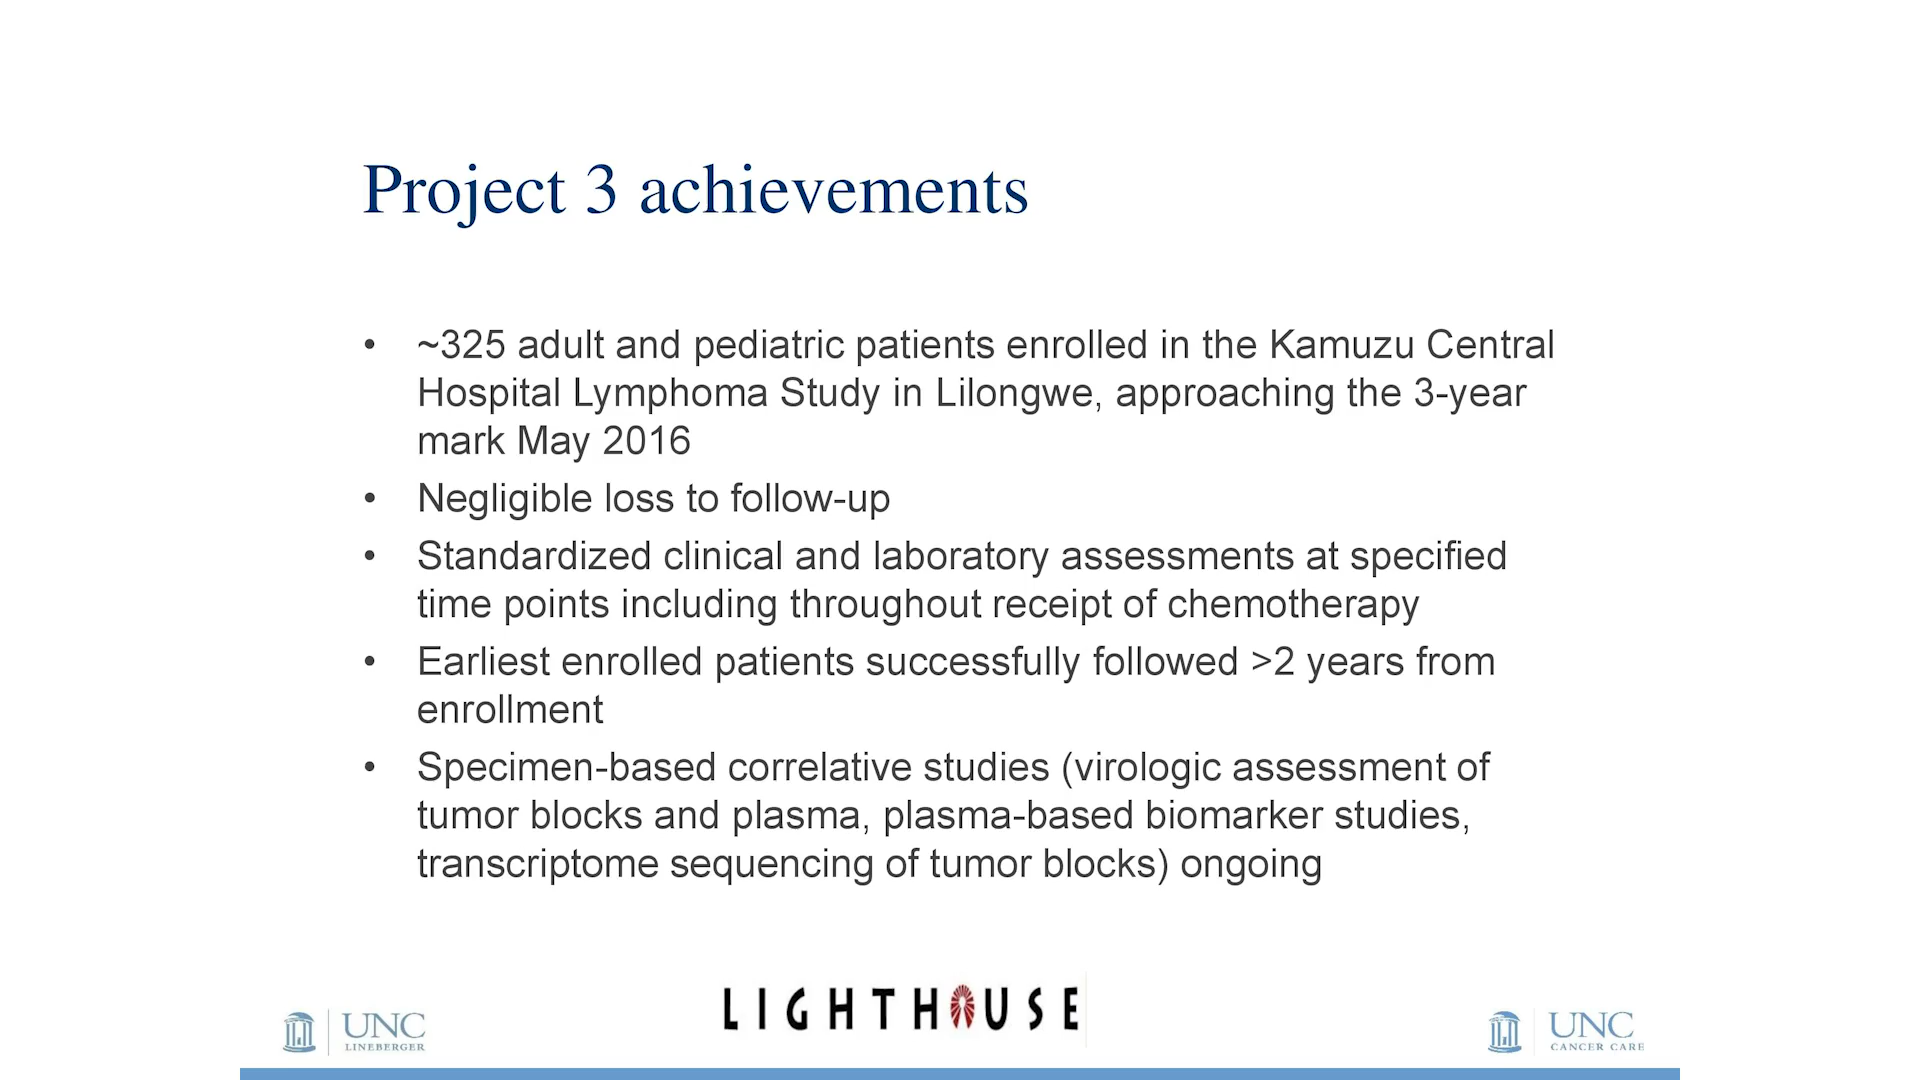 Project 3 achievements
• ~325 adult and pediatric patients enrolled in the Kamuzu Central
Hospital Lymphoma Study in Lilongwe, approaching the 3-year
mark May 2016
• Negligible loss to follow-up
• Standardized clinical and laboratory assessments at specified
time points including throughout receipt of chemotherapy
• Earliest enrolled patients successfully followed >2 years from
enrollment
• Specimen-based correlative studies (virologic assessment of
tumor blocks and plasma, plasma-based biomarker studies,
transcriptome sequencing of tumor blocks) ongoing
UNC
LINEBERGER
LIGHTHOUSE
UNC
CANCER CARE